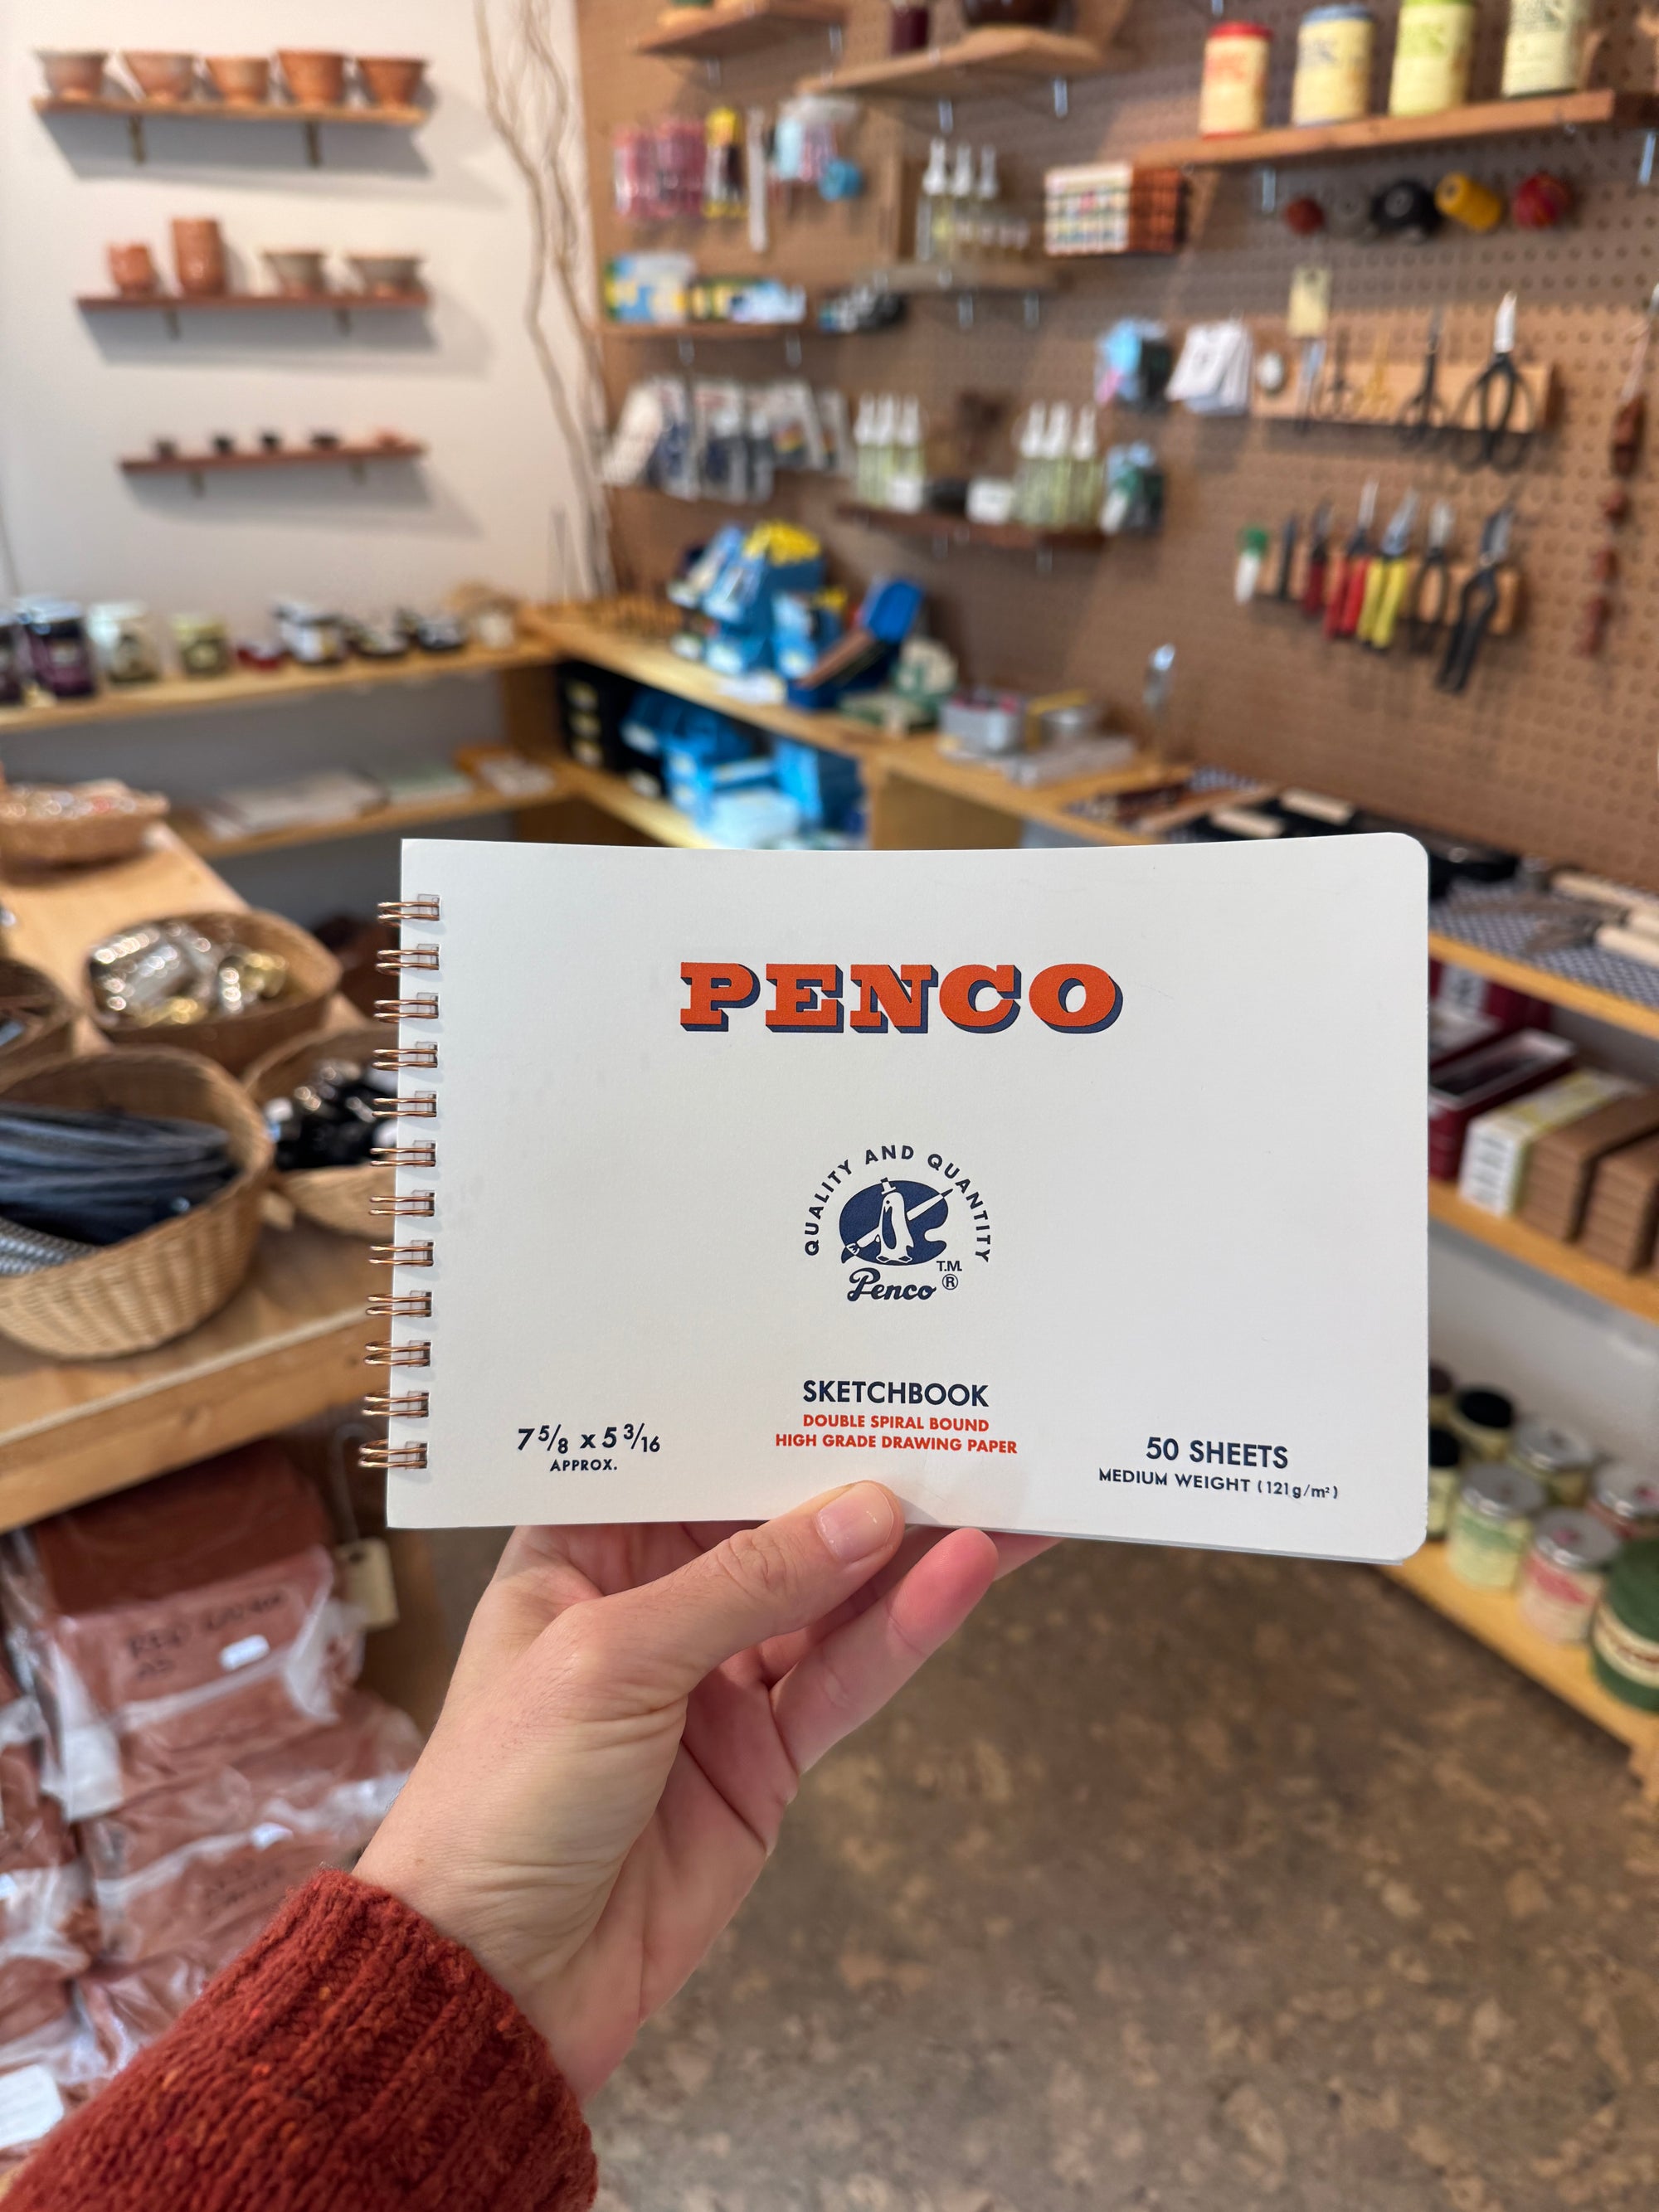 PENCO
QUALITY AND QUANTITY
T.M.
Penco ®
SKETCHBOOK
DOUBLE SPIRAL BOUND
HIGH GRADE DRAWING PAPER
7 5/8 x 5 3/16
APPROX.
50 SHEETS
MEDIUM WEIGHT (121g/m²)